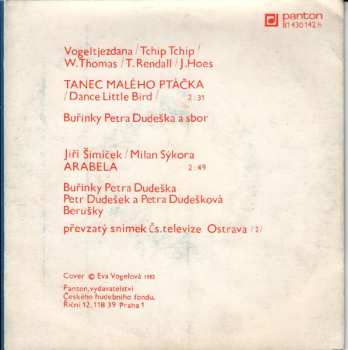 panton
81 430 142 h
Vogeltjezdana / Tchip Tchip /
W. Thomas / T. Rendall / J. Hoes
TANEC MALÉHO PTÁČKA
/ Dance Little Bird / 2:31
Buřinky Petra Dudeška a sbor
Jiří Šimíček / Milan Sýkora
ARABELA 2:49
Buřinky Petra Dudeška
Petr Dudešek a Petra Dudešková
Berušky
převzatý snímek Čs. televize Ostrava /2/
Cover © Eva Vogelová 1983
Panton, vydavatelství
Českého hudebního fondu,
Říční 12, 118 39 Praha 1